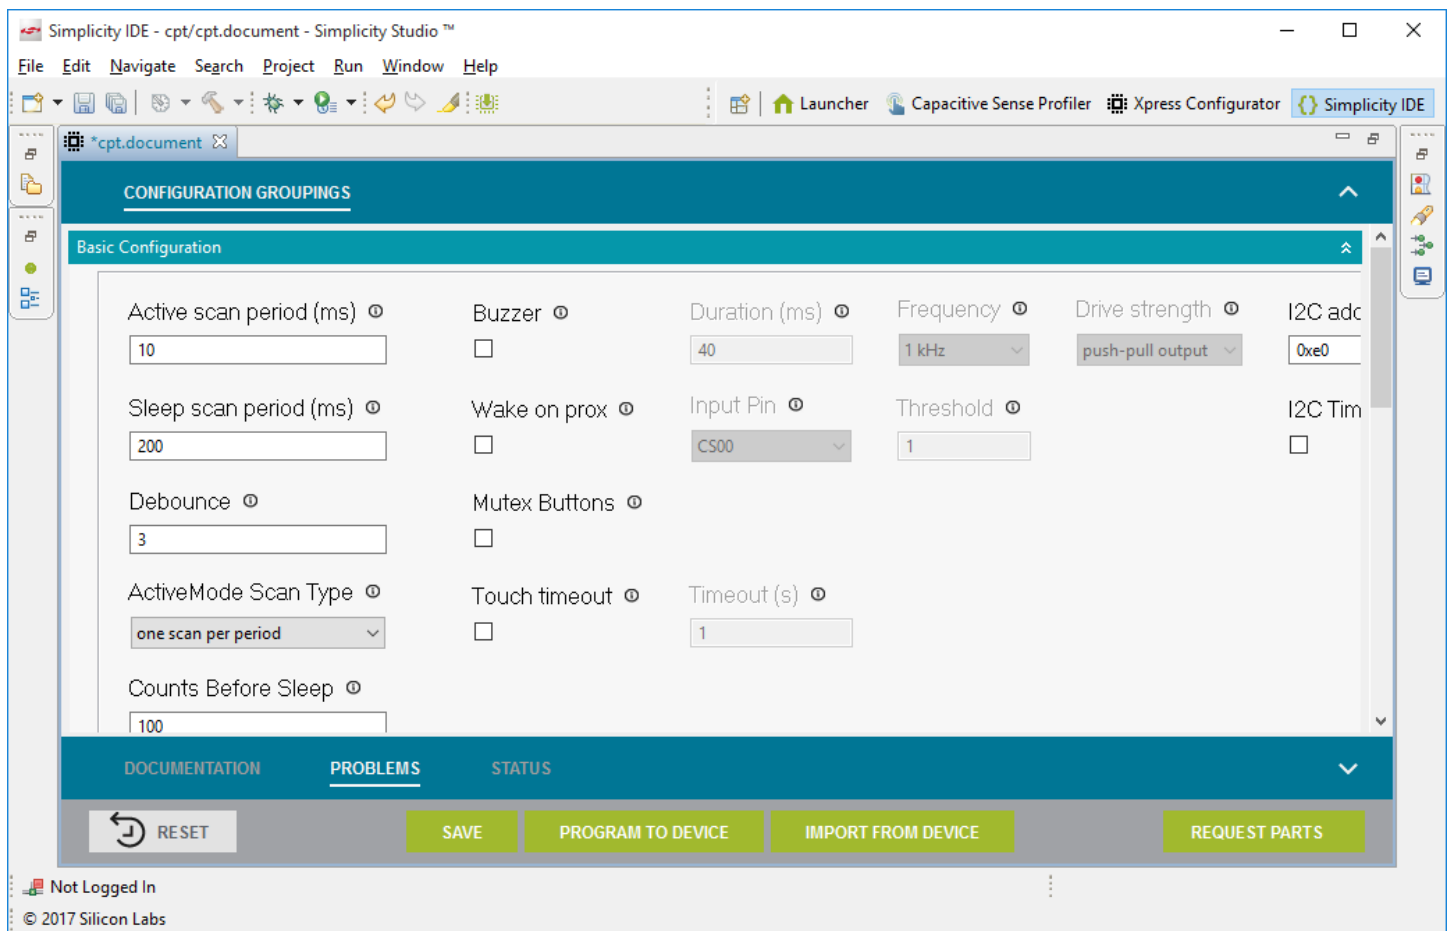 Simplicity IDE - cpt/cpt.document - Simplicity Studio ™
File Edit Navigate Search Project Run Window Help
Launcher Capacitive Sense Profiler Xpress Configurator Simplicity IDE
*cpt.document
CONFIGURATION GROUPINGS
Basic Configuration
Active scan period (ms) Buzzer Duration (ms) Frequency Drive strength I2C adc
10 40 1 kHz push-pull output 0xe0
Sleep scan period (ms) Wake on prox Input Pin Threshold I2C Tim
200 CS00 1
Debounce Mutex Buttons
3
ActiveMode Scan Type Touch timeout Timeout (s)
one scan per period 1
Counts Before Sleep
100
DOCUMENTATION PROBLEMS STATUS
RESET SAVE PROGRAM TO DEVICE IMPORT FROM DEVICE REQUEST PARTS
Not Logged In
© 2017 Silicon Labs